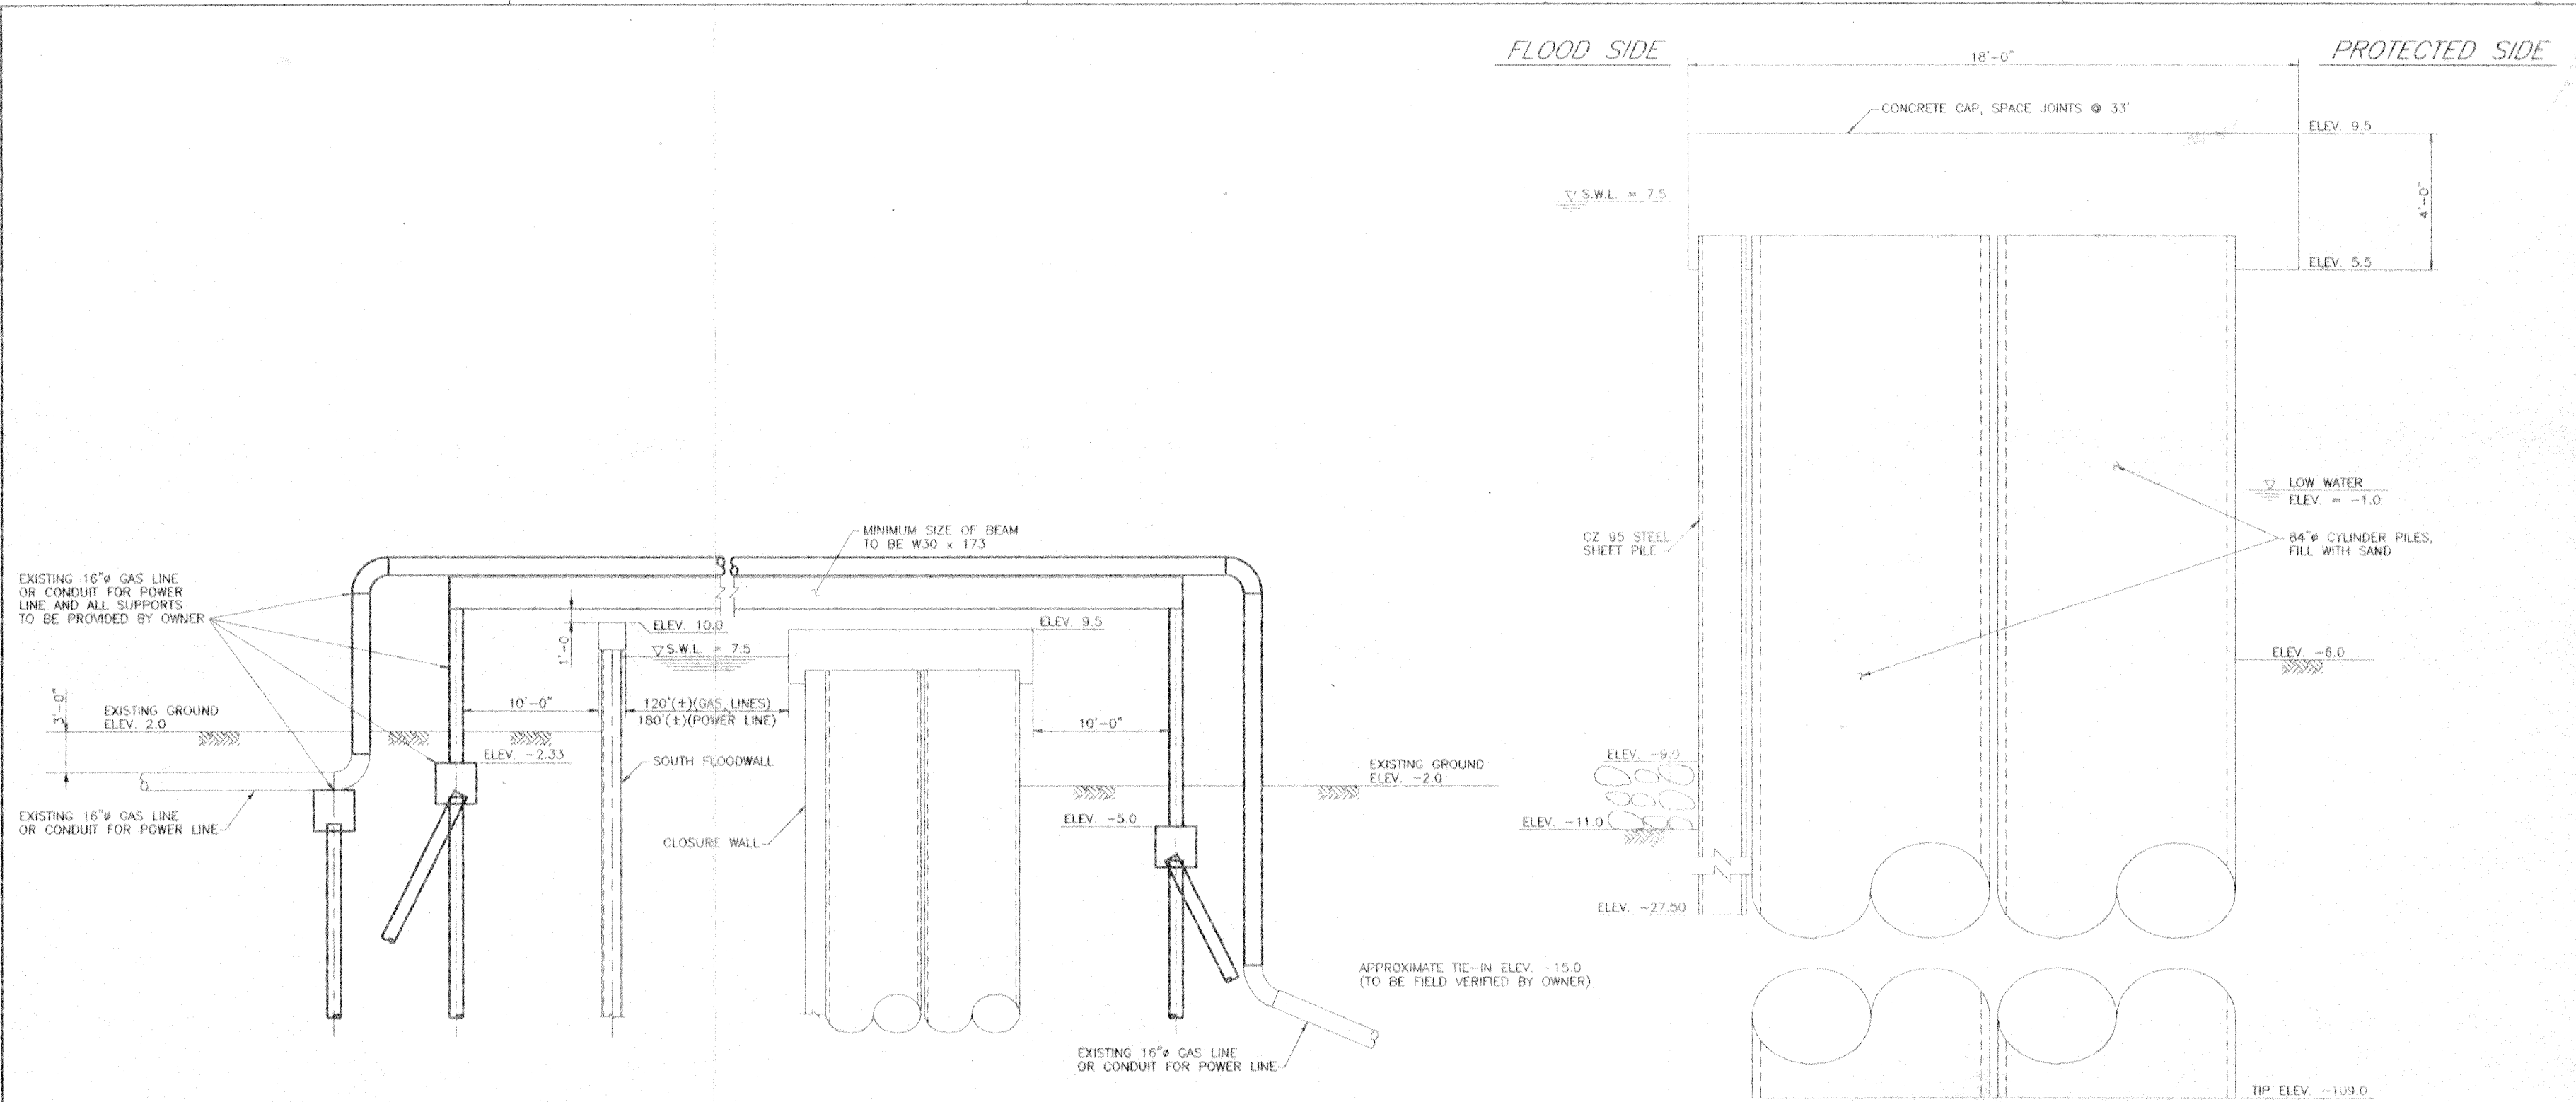 FLOOD SIDE
18'-0"
PROTECTED SIDE
CONCRETE CAP, SPACE JOINTS @ 33'
ELEV. 9.5
S.W.L. = 7.5
4'-0"
ELEV. 5.5
LOW WATER
ELEV. = -1.0
CZ 95 STEEL
SHEET PILE
84"ø CYLINDER PILES,
FILL WITH SAND
ELEV. -6.0
ELEV. -9.0
ELEV. -11.0
ELEV. -27.50
TIP ELEV. -109.0
MINIMUM SIZE OF BEAM
TO BE W30 x 173
EXISTING 16"ø GAS LINE
OR CONDUIT FOR POWER
LINE AND ALL SUPPORTS
TO BE PROVIDED BY OWNER
ELEV. 10.0
ELEV. 9.5
1'-0
S.W.L. = 7.5
3'-0"
EXISTING GROUND
ELEV. 2.0
10'-0"
120'(±)(GAS LINES)
180'(±)(POWER LINE)
10'-0"
ELEV. -2.33
SOUTH FLOODWALL
EXISTING GROUND
ELEV. -2.0
EXISTING 16"ø GAS LINE
OR CONDUIT FOR POWER LINE
ELEV. -5.0
CLOSURE WALL
APPROXIMATE TIE-IN ELEV. -15.0
(TO BE FIELD VERIFIED BY OWNER)
EXISTING 16"ø GAS LINE
OR CONDUIT FOR POWER LINE